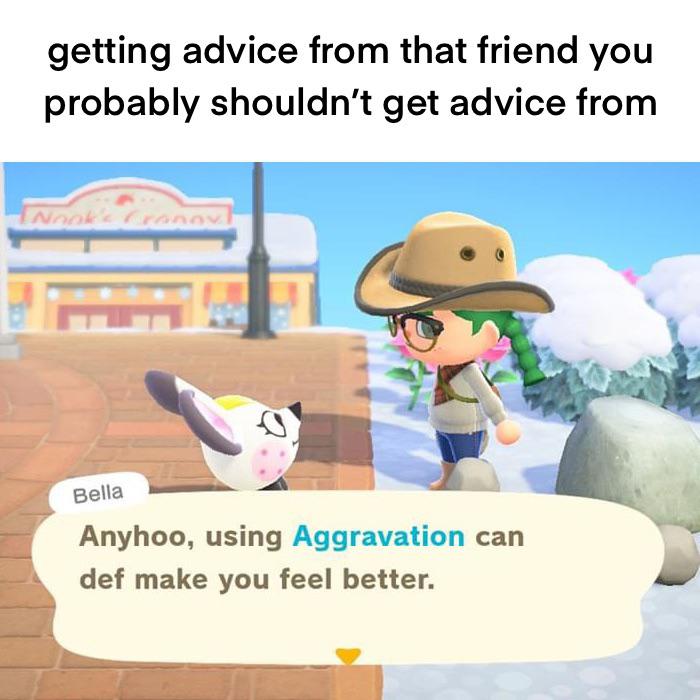 getting advice from that friend you
probably shouldn't get advice from
Nook's Cranny
Bella
Anyhoo, using Aggravation can
def make you feel better.